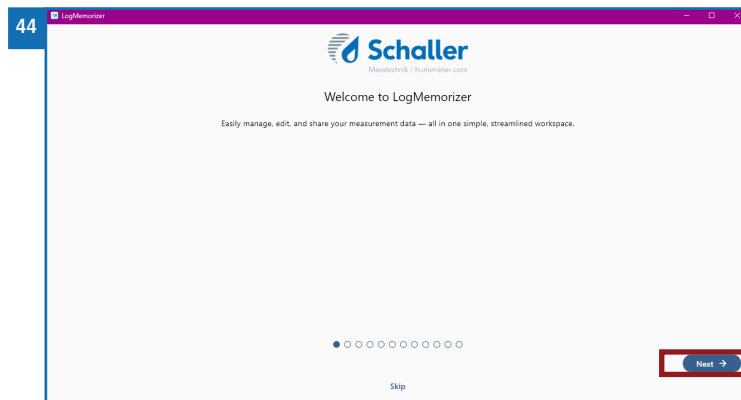 44
LogMemorizer
Schaller
Messtechnik / humimeter.com
Welcome to LogMemorizer
Easily manage, edit, and share your measurement data — all in one simple, streamlined workspace.
Next →
Skip